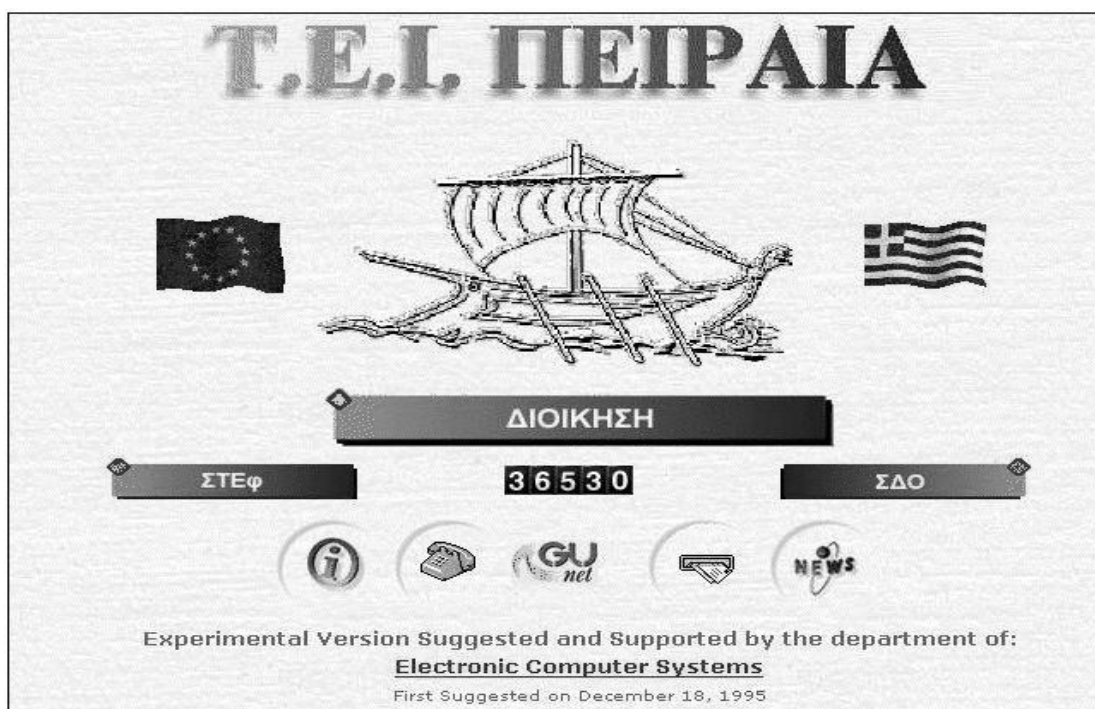 Τ.Ε.Ι. ΠΕΙΡΑΙΑ
ΔΙΟΙΚΗΣΗ
ΣΤΕφ
36530
ΣΔΟ
GU
net
NEWS
Experimental Version Suggested and Supported by the department of:
Electronic Computer Systems
First Suggested on December 18, 1995